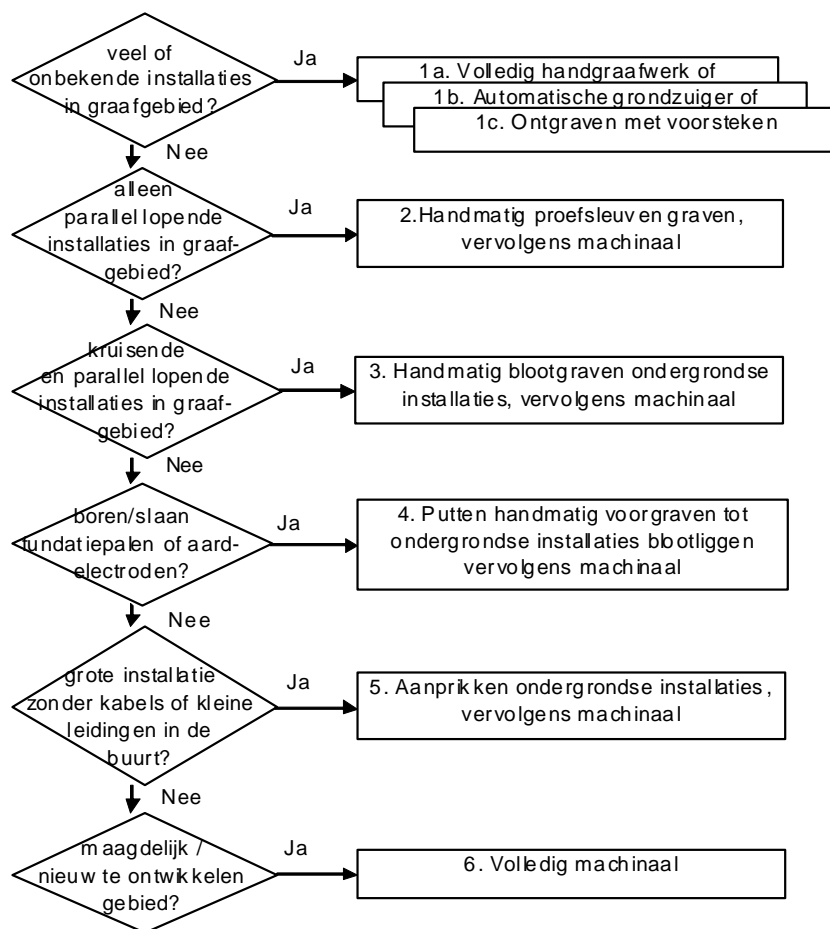 veel of
onbekende installaties
in graafgebied?
Ja
1a. Volledig handgraafwerk of
1b. Automatische grondzuiger of
1c. Ontgraven met voorsteken
Nee
alleen
parallel lopende
installaties in graaf-
gebied?
Ja
2.Handmatig proefsleuven graven,
vervolgens machinaal
Nee
kruisende
en parallel lopende
installaties in graaf-
gebied?
Ja
3. Handmatig blootgraven ondergrondse
installaties, vervolgens machinaal
Nee
boren/slaan
fundatiepalen of aard-
electroden?
Ja
4. Putten handmatig voorgraven tot
ondergrondse installaties blootliggen
vervolgens machinaal
Nee
grote installatie
zonder kabels of kleine
leidingen in de
buurt?
Ja
5. Aanprikken ondergrondse installaties,
vervolgens machinaal
Nee
maagdelijk /
nieuw te ontwikkelen
gebied?
Ja
6. Volledig machinaal